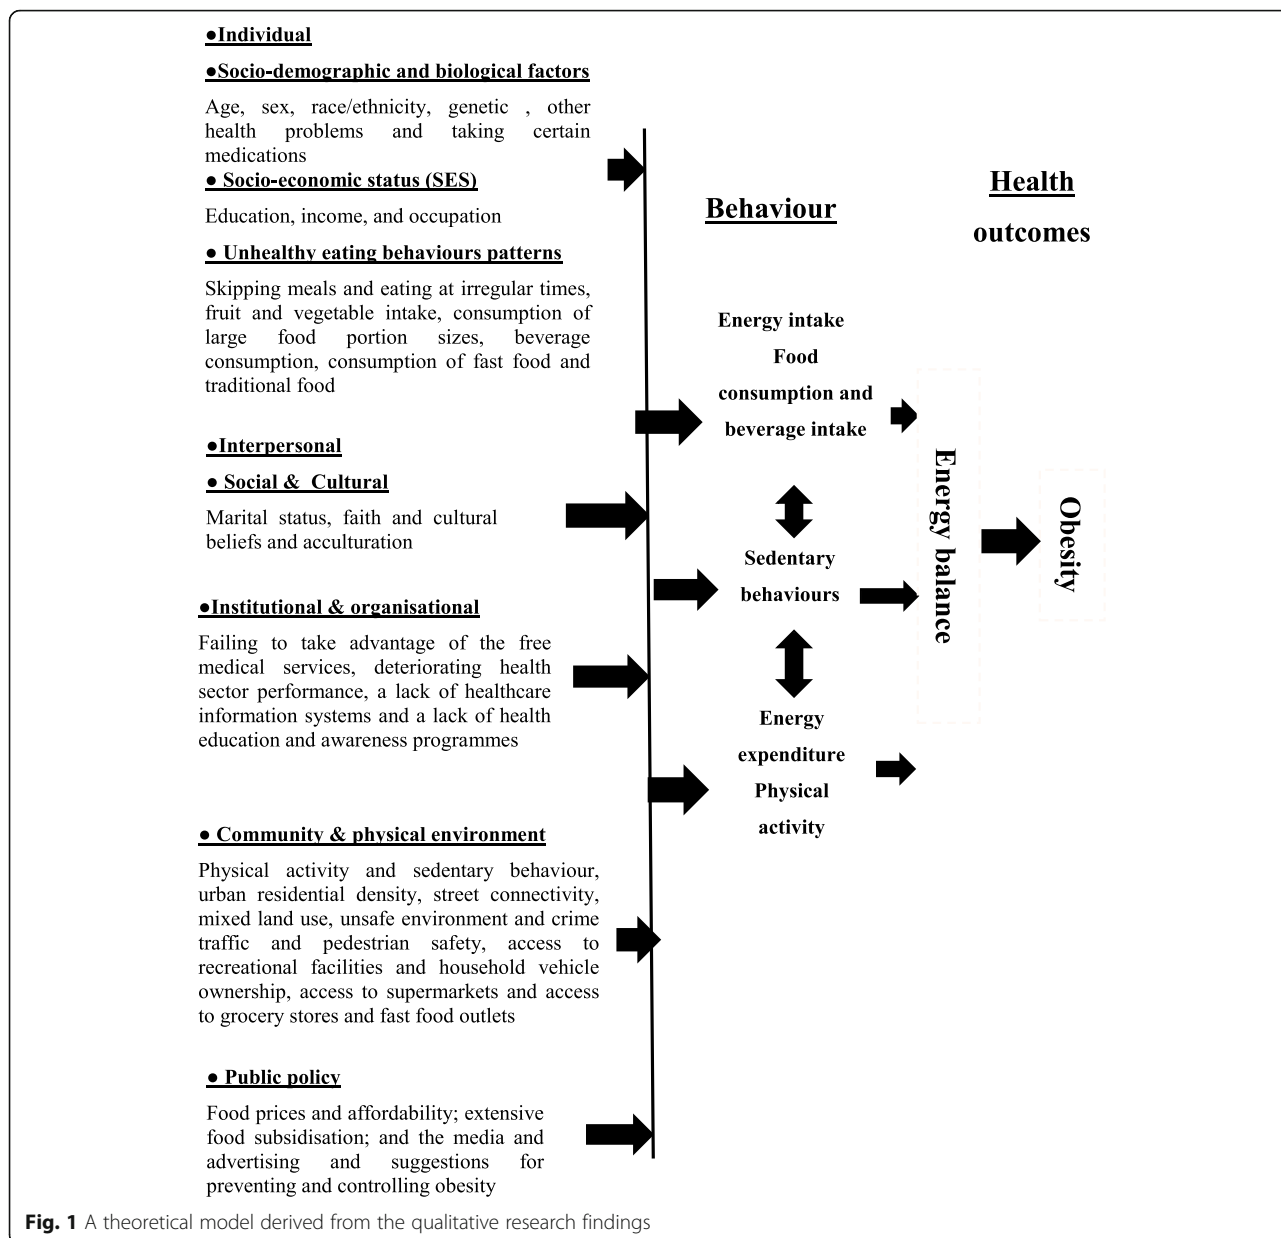 ●Individual
●Socio-demographic and biological factors
Age, sex, race/ethnicity, genetic , other
health problems and taking certain
medications
● Socio-economic status (SES)
Education, income, and occupation
● Unhealthy eating behaviours patterns
Skipping meals and eating at irregular times,
fruit and vegetable intake, consumption of
large food portion sizes, beverage
consumption, consumption of fast food and
traditional food
●Interpersonal
● Social &  Cultural
Marital status, faith and cultural
beliefs and acculturation
●Institutional & organisational
Failing to take advantage of the free
medical services, deteriorating health
sector performance, a lack of healthcare
information systems and a lack of health
education and awareness programmes
● Community & physical environment
Physical activity and sedentary behaviour,
urban residential density, street connectivity,
mixed land use, unsafe environment and crime
traffic and pedestrian safety, access to
recreational facilities and household vehicle
ownership, access to supermarkets and access
to grocery stores and fast food outlets
● Public policy
Food prices and affordability; extensive
food subsidisation; and the media and
advertising and suggestions for
preventing and controlling obesity
Behaviour
Energy intake
Food
consumption and
beverage intake
Sedentary
behaviours
Energy
expenditure
Physical
activity
Health
outcomes
Energy balance
Obesity
Fig. 1 A theoretical model derived from the qualitative research findings